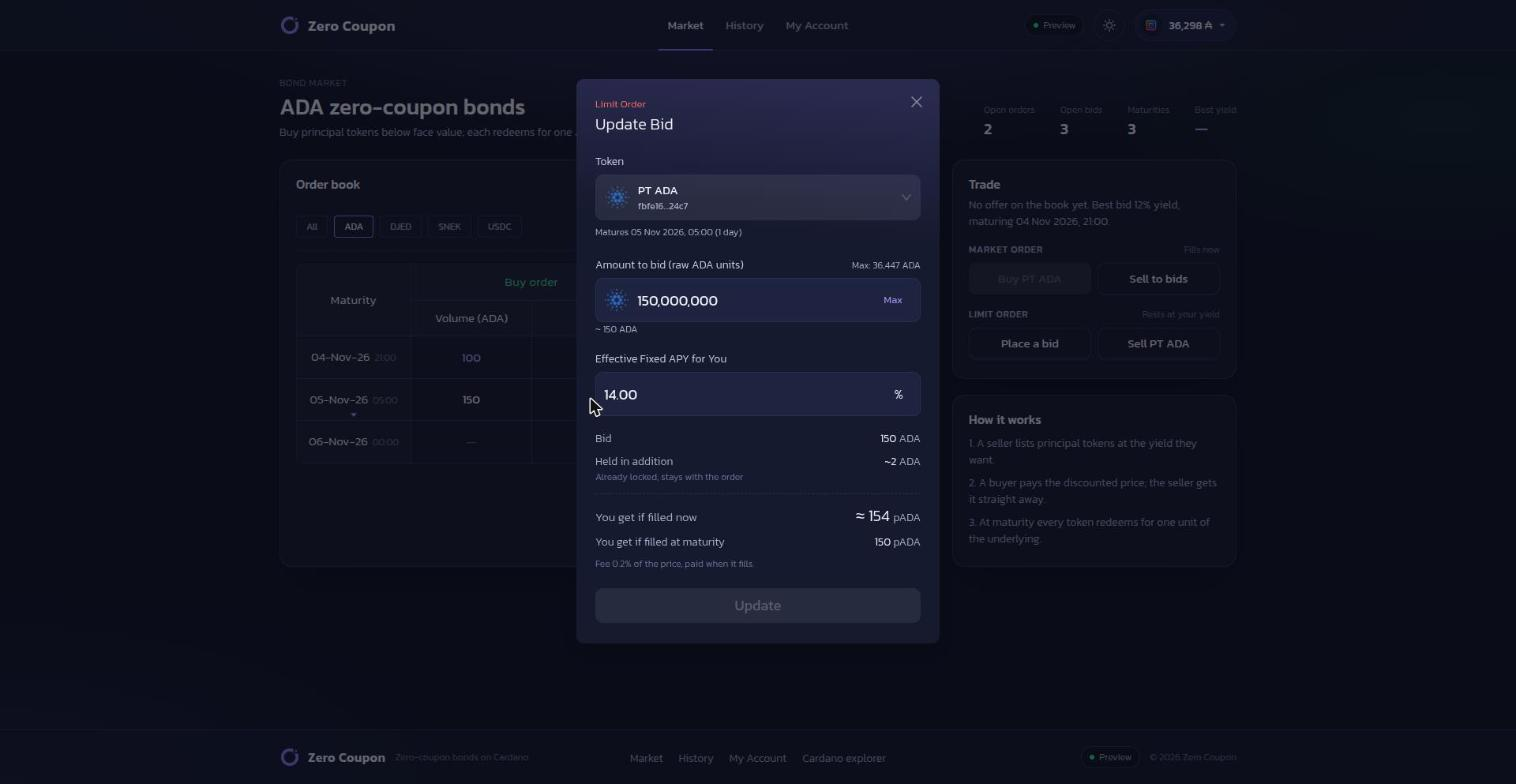 Zero Coupon
Market
History
My Account
Preview
36,298 ₳
BOND MARKET
ADA zero-coupon bonds
Buy principal tokens below face value; each redeems for one
Open orders
2
Open bids
3
Maturities
3
Best yield
—
Order book
All
ADA
DJED
SNEK
USDC
Maturity
Buy order
Volume (ADA)
04-Nov-26 21:00
100
05-Nov-26 05:00
150
06-Nov-26 00:00
—
Limit Order
Update Bid
Token
PT ADA
fbfe16...24c7
Matures 05 Nov 2026, 05:00 (1 day)
Amount to bid (raw ADA units)
Max: 36,447 ADA
150,000,000
Max
~ 150 ADA
Effective Fixed APY for You
14.00
%
Bid
150 ADA
Held in addition
~2 ADA
Already locked, stays with the order
You get if filled now
≈ 154 pADA
You get if filled at maturity
150 pADA
Fee 0.2% of the price, paid when it fills.
Update
Trade
No offer on the book yet. Best bid 12% yield,
maturing 04 Nov 2026, 21:00.
MARKET ORDER
Fills now
Buy PT ADA
Sell to bids
LIMIT ORDER
Rests at your yield
Place a bid
Sell PT ADA
How it works
1. A seller lists principal tokens at the yield they
want.
2. A buyer pays the discounted price; the seller gets
it straight away.
3. At maturity every token redeems for one unit of
the underlying.
Zero Coupon
Zero-coupon bonds on Cardano
Market
History
My Account
Cardano explorer
Preview
© 2026 Zero Coupon